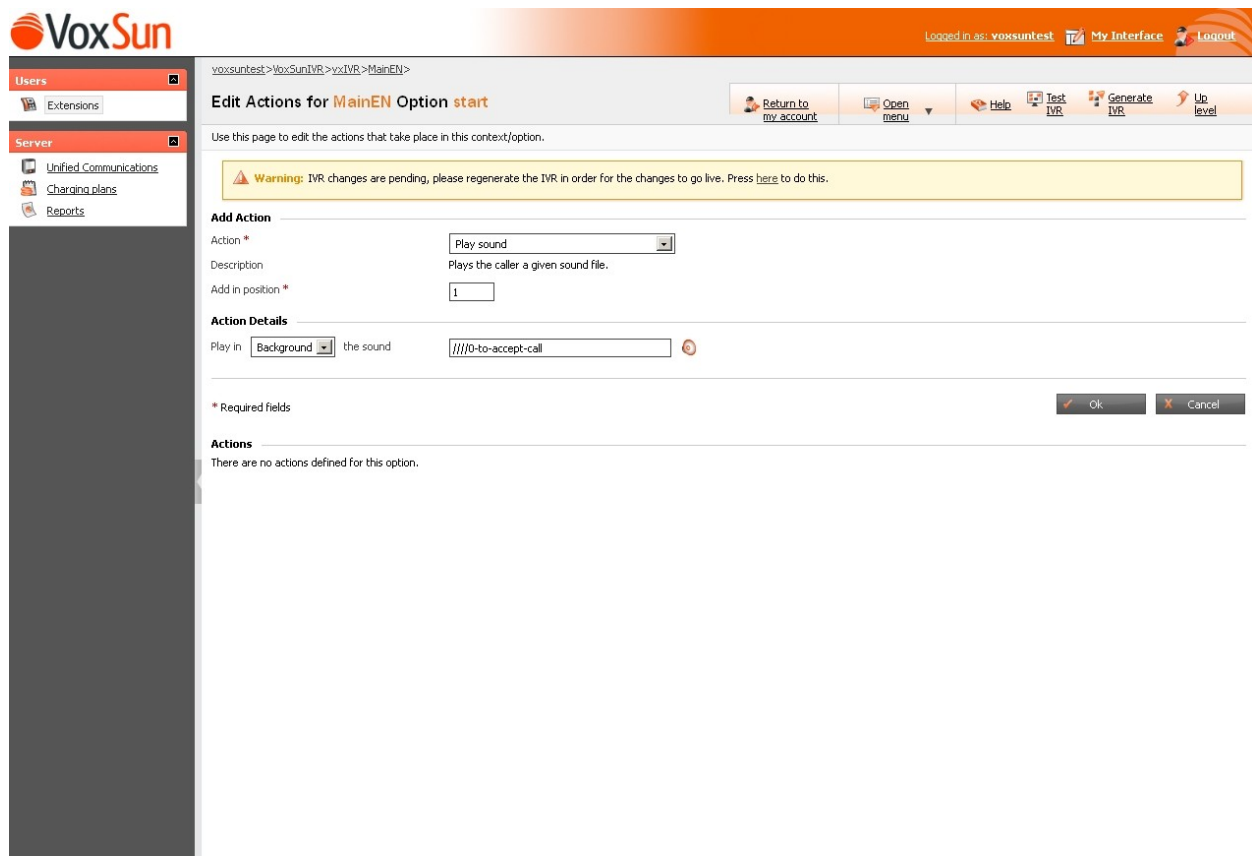 VoxSun
Logged in as: voxsuntest My Interface Logout
Users
Extensions
Server
Unified Communications
Charging plans
Reports
voxsuntest>VoxSunIVR>vxIVR>MainEN>
Edit Actions for MainEN Option start
Return to my account
Open menu
Help
Test IVR
Generate IVR
Up level
Use this page to edit the actions that take place in this context/option.
Warning: IVR changes are pending, please regenerate the IVR in order for the changes to go live. Press here to do this.
Add Action
Action * Play sound
Description Plays the caller a given sound file.
Add in position * 1
Action Details
Play in Background the sound ////0-to-accept-call
* Required fields
Ok Cancel
Actions
There are no actions defined for this option.